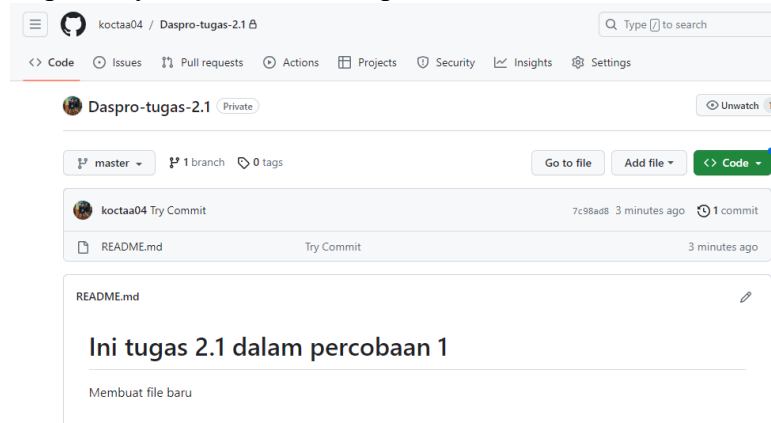 koctaa04 / Daspro-tugas-2.1
Type / to search
<> Code Issues Pull requests Actions Projects Security Insights Settings
Daspro-tugas-2.1 Private
Unwatch 1
master 1 branch 0 tags
Go to file Add file <> Code
koctaa04 Try Commit 7c98ad8 3 minutes ago 1 commit
README.md Try Commit 3 minutes ago
README.md
Ini tugas 2.1 dalam percobaan 1
Membuat file baru